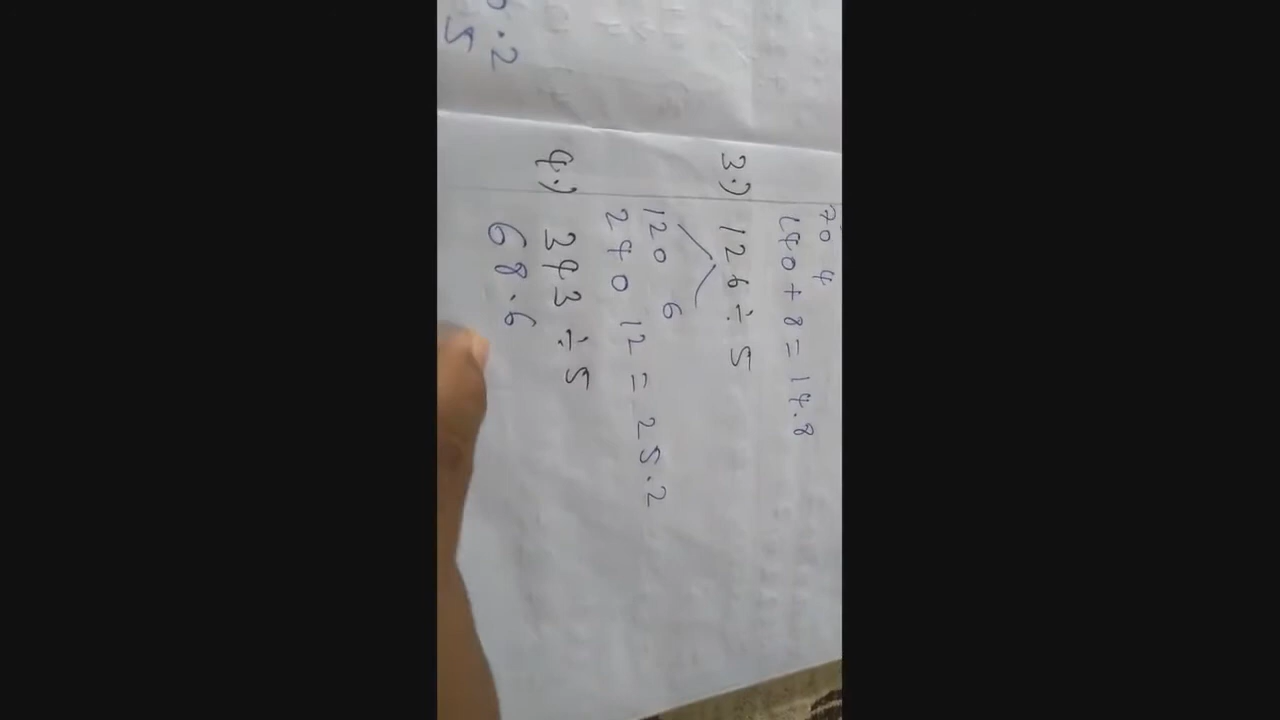 70 4
140 + 8 = 14.8
3.) 126 ÷ 5
120 6
240 12 = 25.2
4.) 343 ÷ 5
68.6
.2
5